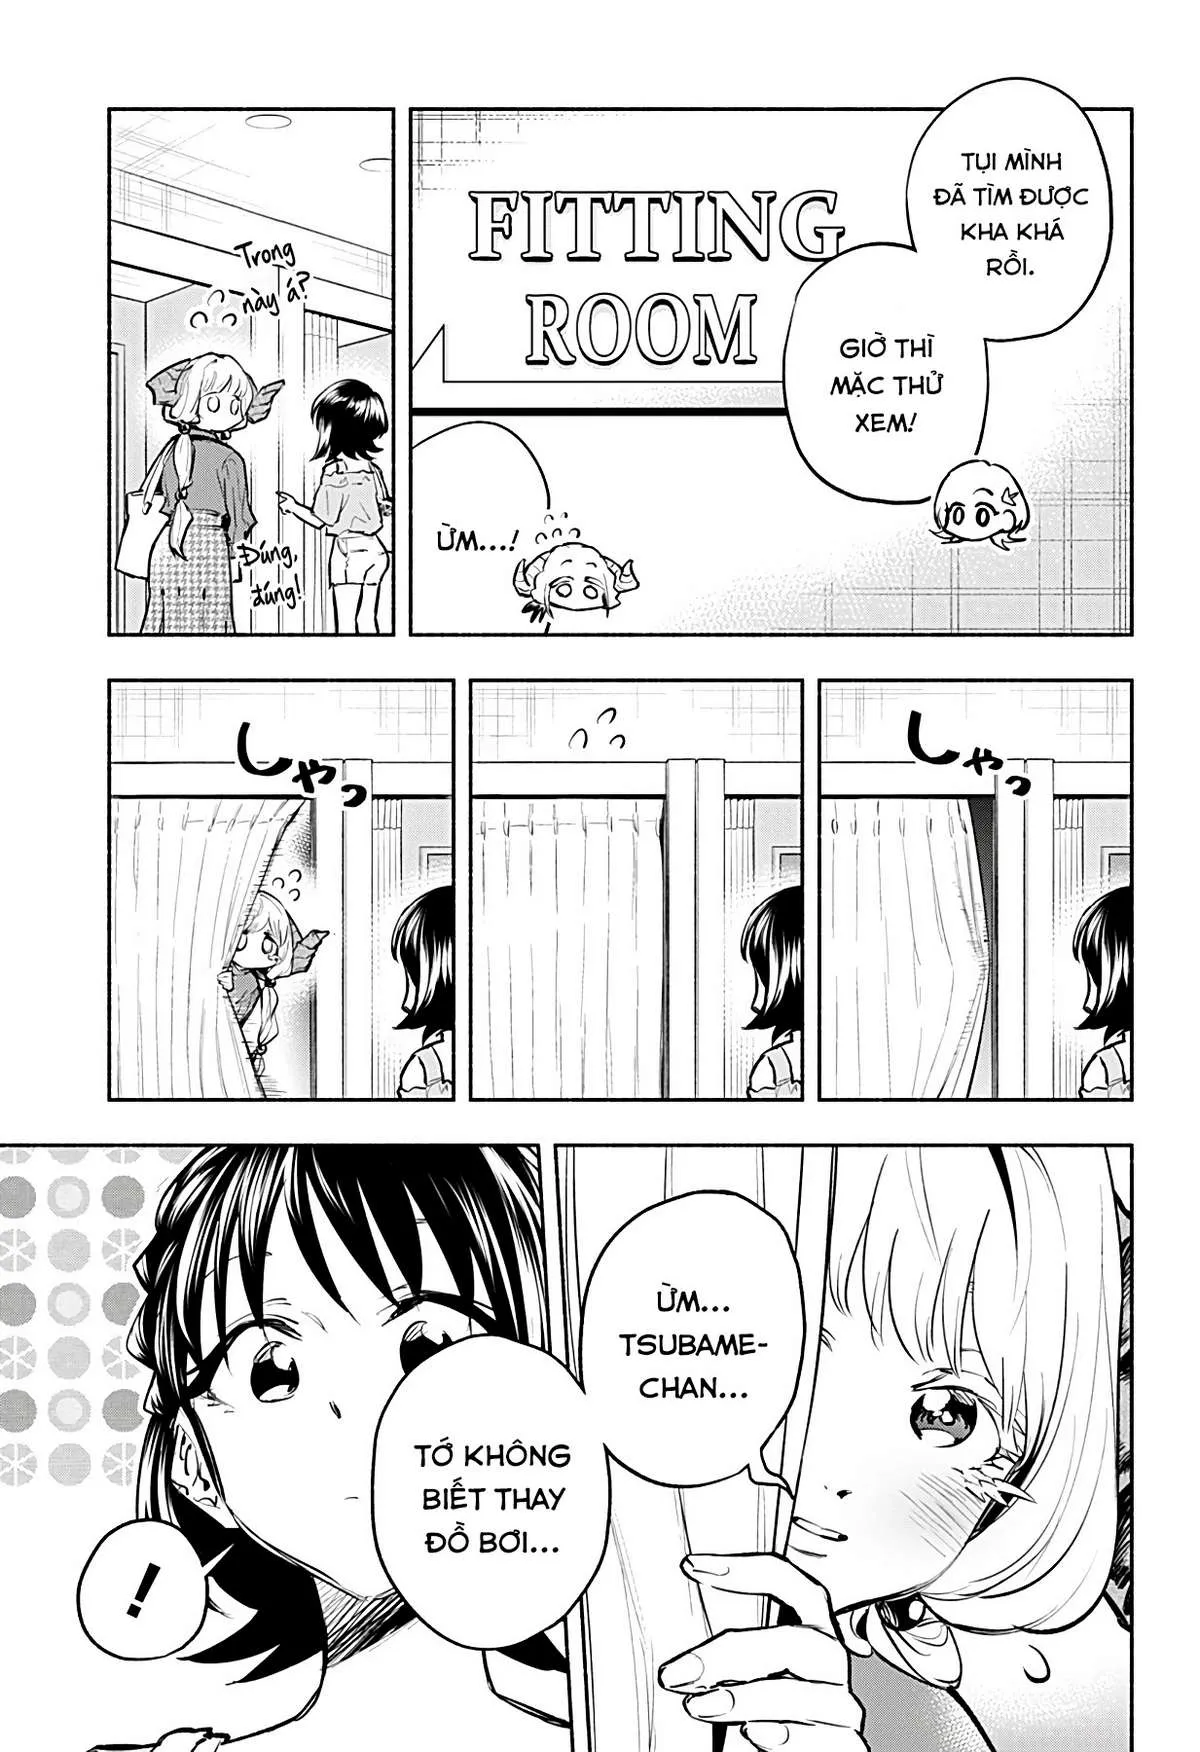 TỤI MÌNH
ĐÃ TÌM ĐƯỢC
KHA KHÁ
RỒI.
GIỜ THÌ
MẶC THỬ
XEM!
FITTING
ROOM
ỪM...!
Trong
này á?
Đúng,
đúng!
しゃっ
しゃっ
ỪM...
TSUBAME-
CHAN...
TỚ KHÔNG
BIẾT THAY
ĐỒ BƠI...
!